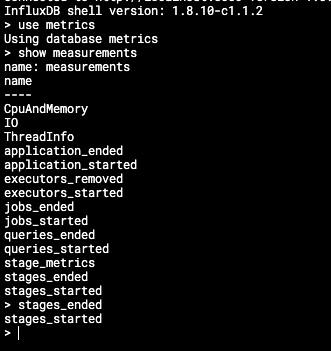 InfluxDB shell version: 1.8.10-c1.1.2
> use metrics
Using database metrics
> show measurements
name: measurements
name
----
CpuAndMemory
IO
ThreadInfo
application_ended
application_started
executors_removed
executors_started
jobs_ended
jobs_started
queries_ended
queries_started
stage_metrics
stages_ended
stages_started
> stages_ended
stages_started
>